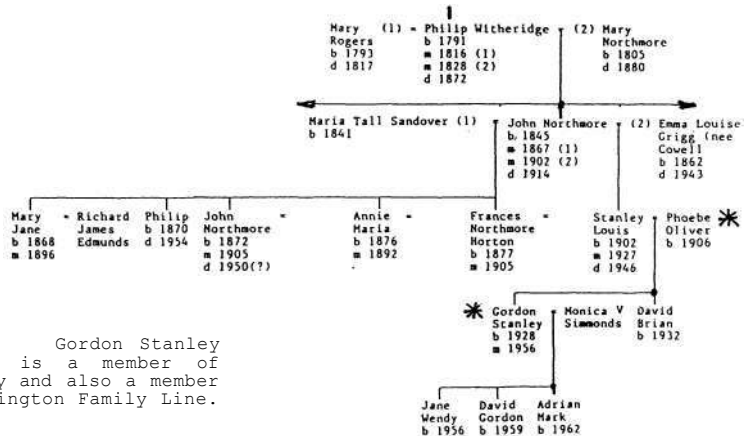 Mary (1) = Philip Witheridge = (2) Mary
Rogers b 1791 Northmore
b 1793 m 1816 (1) b 1805
d 1817 m 1828 (2) d 1880
d 1872
Maria Tall Sandover (1) = John Northmore = (2) Emma Louise
b 1841 b 1845 Grigg (nee
m 1867 (1) Cowell
m 1902 (2) b 1862
d 1914 d 1943
Mary = Richard Philip John = Annie = Frances = Stanley = Phoebe
Jane James b 1870 Northmore Maria Northmore Louis Oliver
b 1868 Edmunds d 1954 b 1872 b 1876 Horton b 1902 b 1906
m 1896 m 1905 m 1892 b 1877 m 1927
d 1950(?) m 1905 d 1946
Gordon = Monica V David
Stanley Simmonds Brian
b 1928 b 1932
m 1956
Gordon Stanley
is a member of
y and also a member
ington Family Line.
Jane David Adrian
Wendy Gordon Mark
b 1956 b 1959 b 1962